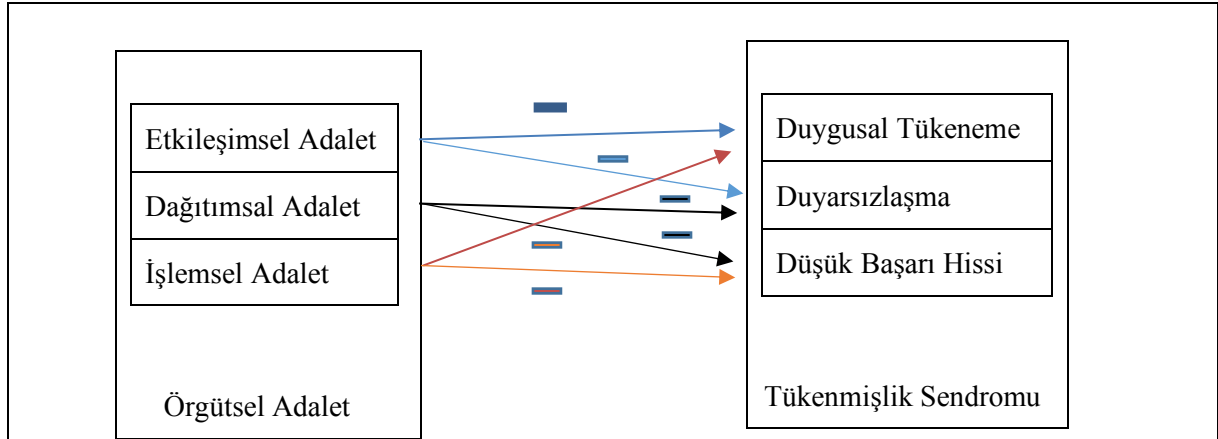 Etkileşimsel Adalet
Dağıtımsal Adalet
İşlemsel Adalet
Örgütsel Adalet
Duygusal Tükeneme
Duyarsızlaşma
Düşük Başarı Hissi
Tükenmişlik Sendromu